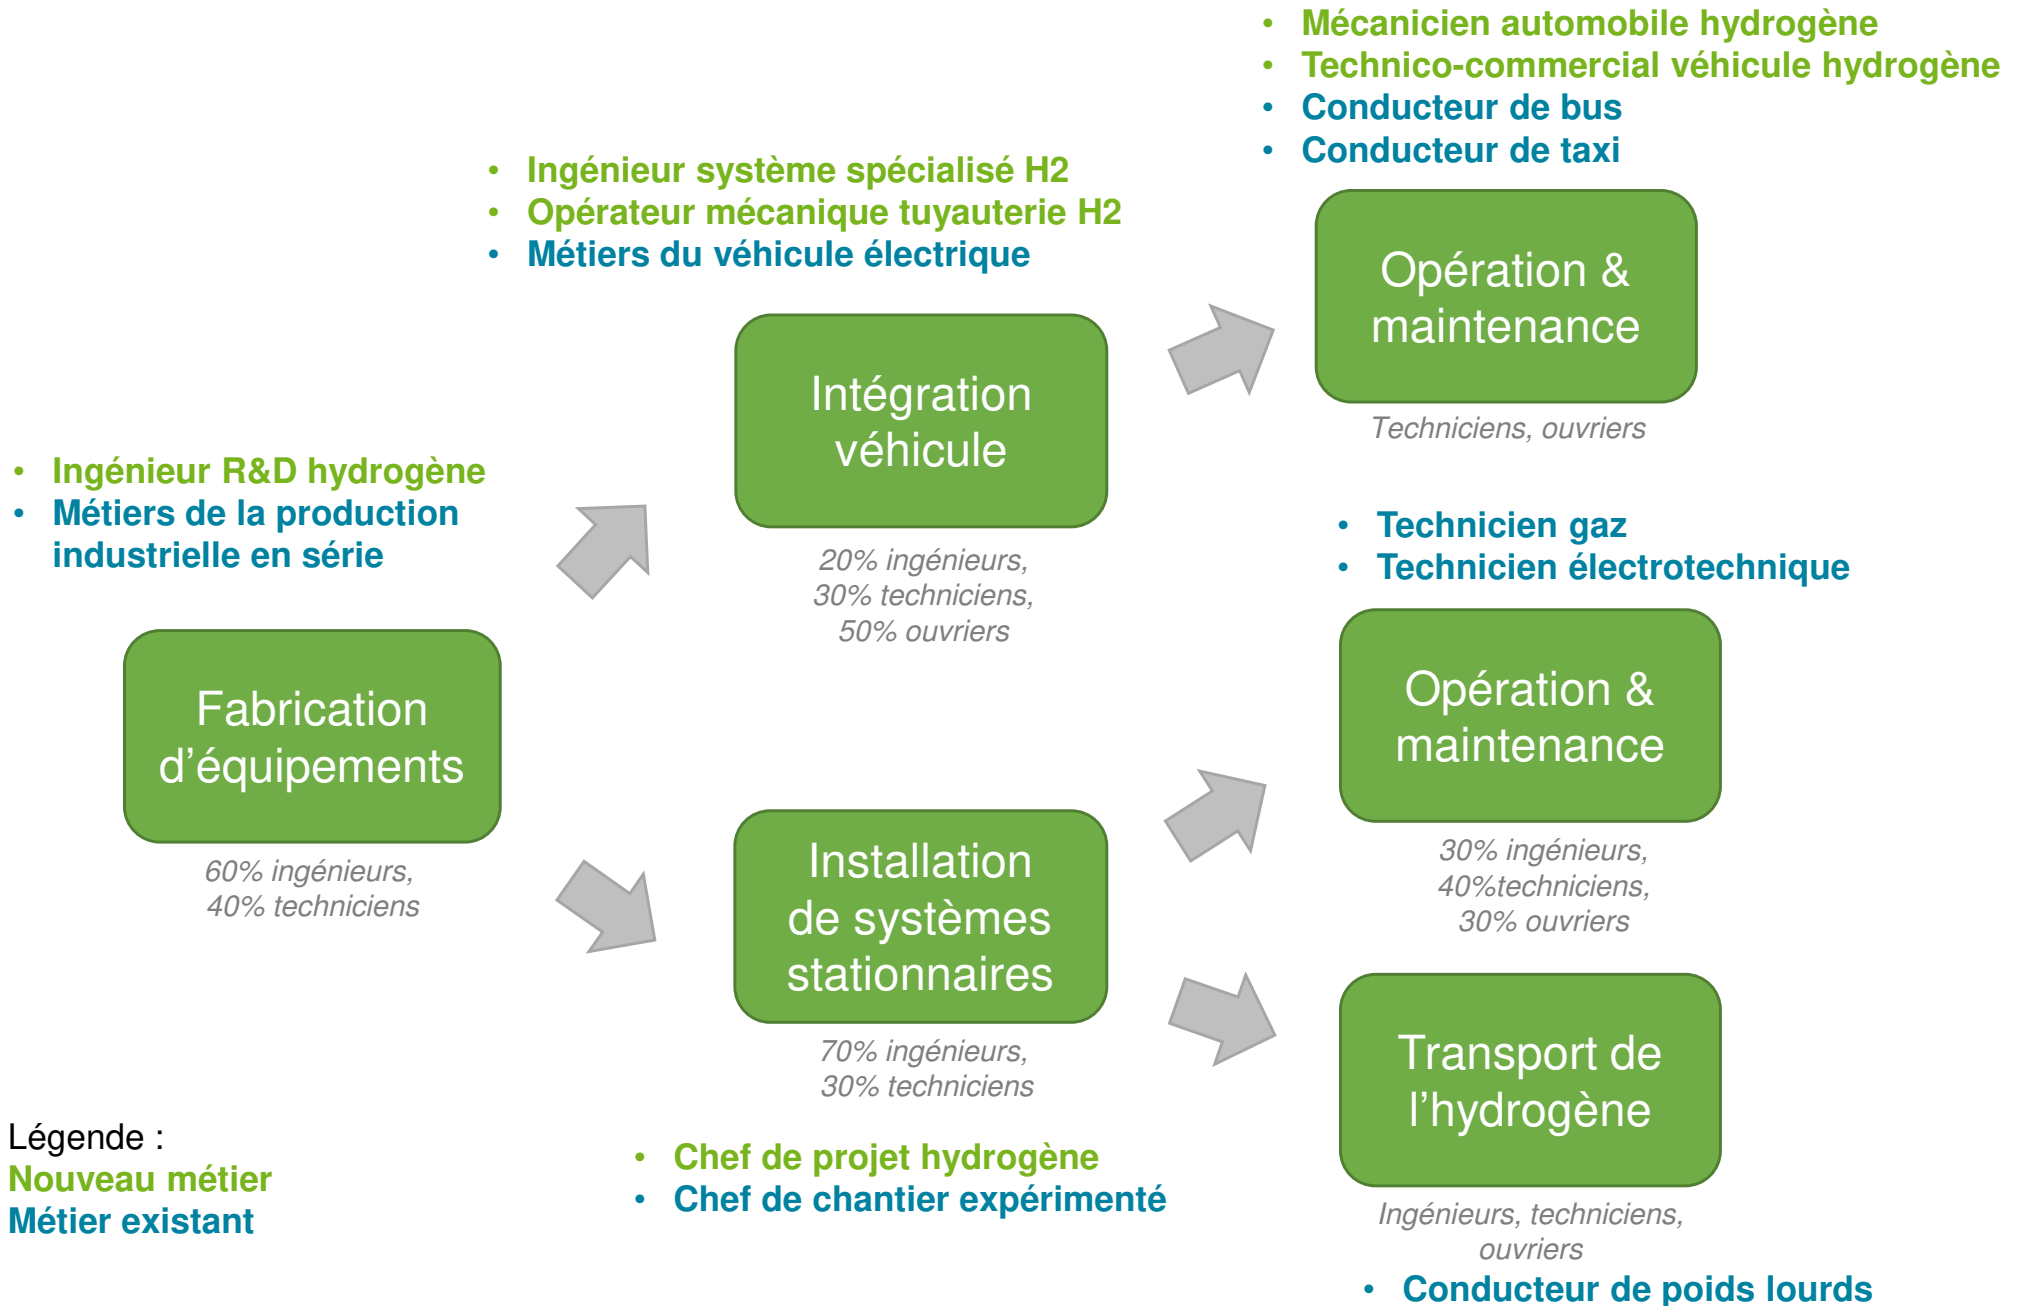 • Mécanicien automobile hydrogène
• Technico-commercial véhicule hydrogène
• Conducteur de bus
• Conducteur de taxi
• Ingénieur système spécialisé H2
• Opérateur mécanique tuyauterie H2
• Métiers du véhicule électrique
Opération &
maintenance
Techniciens, ouvriers
Intégration
véhicule
20% ingénieurs,
30% techniciens,
50% ouvriers
• Ingénieur R&D hydrogène
• Métiers de la production
industrielle en série
Fabrication
d’équipements
60% ingénieurs,
40% techniciens
• Technicien gaz
• Technicien électrotechnique
Opération &
maintenance
30% ingénieurs,
40%techniciens,
30% ouvriers
Installation
de systèmes
stationnaires
70% ingénieurs,
30% techniciens
• Chef de projet hydrogène
• Chef de chantier expérimenté
Transport de
l’hydrogène
Ingénieurs, techniciens,
ouvriers
• Conducteur de poids lourds
Légende :
Nouveau métier
Métier existant